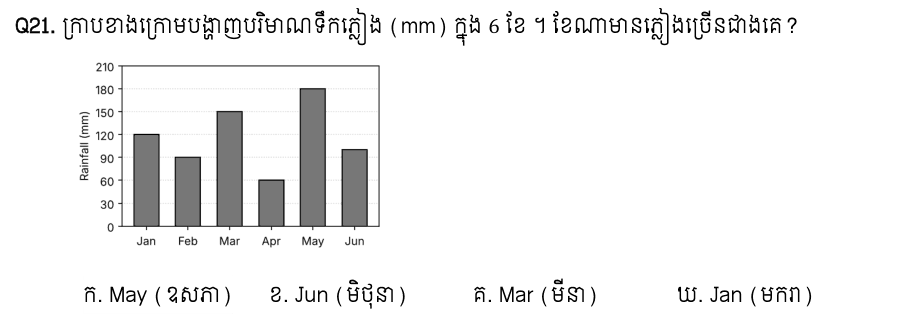 Q21. ក្រាបខាងក្រោមបង្ហាញបរិមាណទឹកភ្លៀង (mm) ក្នុង 6 ខែ ។ ខែណាមានភ្លៀងច្រើនជាងគេ?
210
180
150
120
90
60
30
0
Rainfall (mm)
Jan Feb Mar Apr May Jun
ក. May (ឧសភា) ខ. Jun (មិថុនា) គ. Mar (មីនា) ឃ. Jan (មករា)